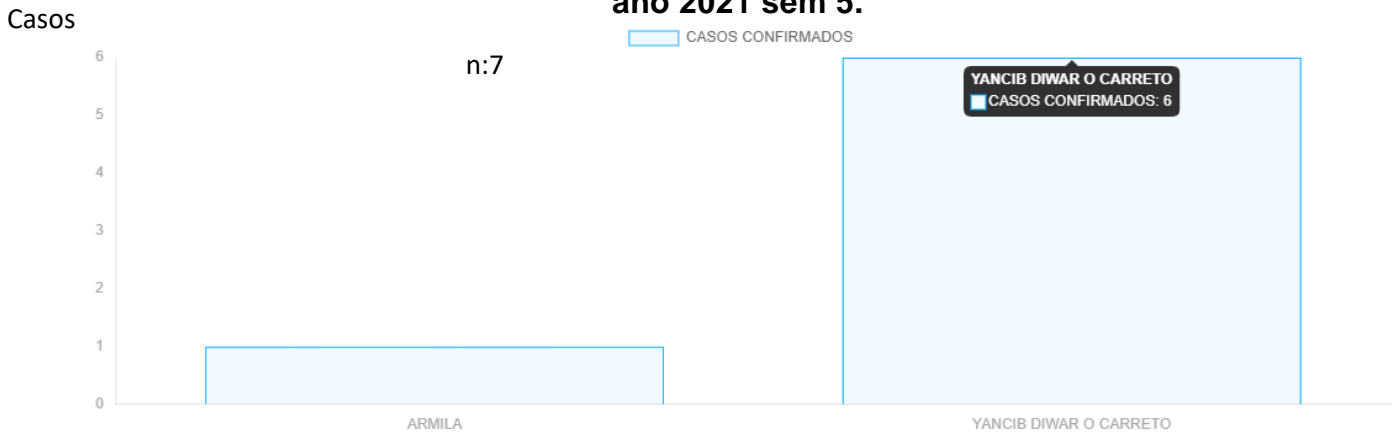 ano 2021 sem 5.
Casos
CASOS CONFIRMADOS
n:7
YANCIB DIWAR O CARRETO
CASOS CONFIRMADOS: 6
6
5
4
3
2
1
0
ARMILA
YANCIB DIWAR O CARRETO